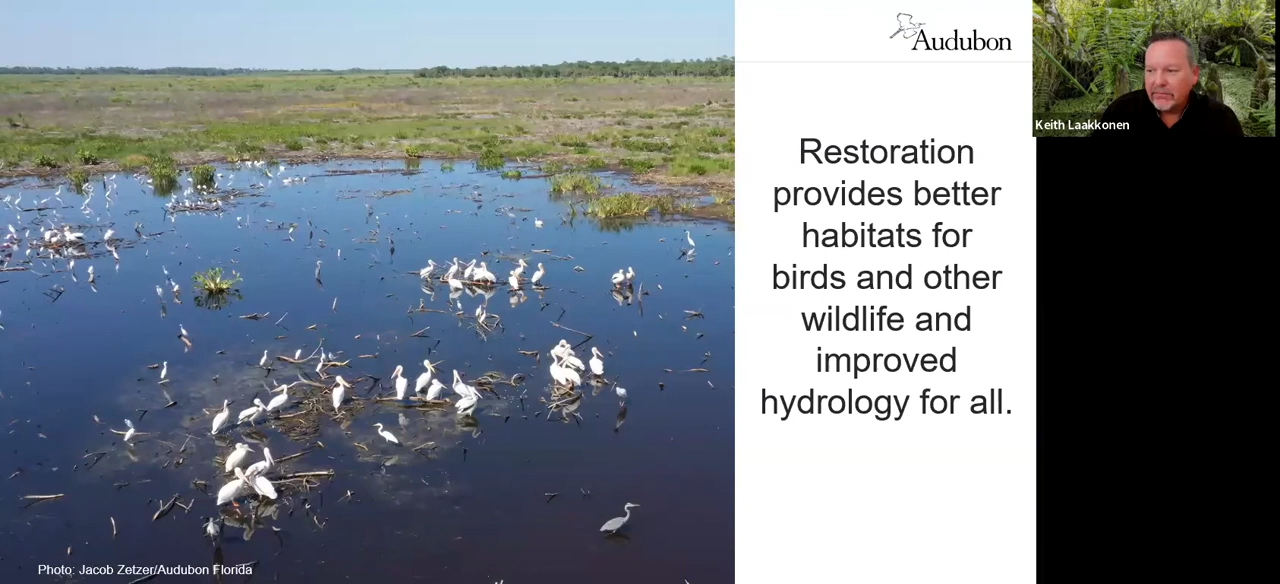 Audubon
Restoration
provides better
habitats for
birds and other
wildlife and
improved
hydrology for all.
Keith Laakkonen
Photo: Jacob Zetzer/Audubon Florida